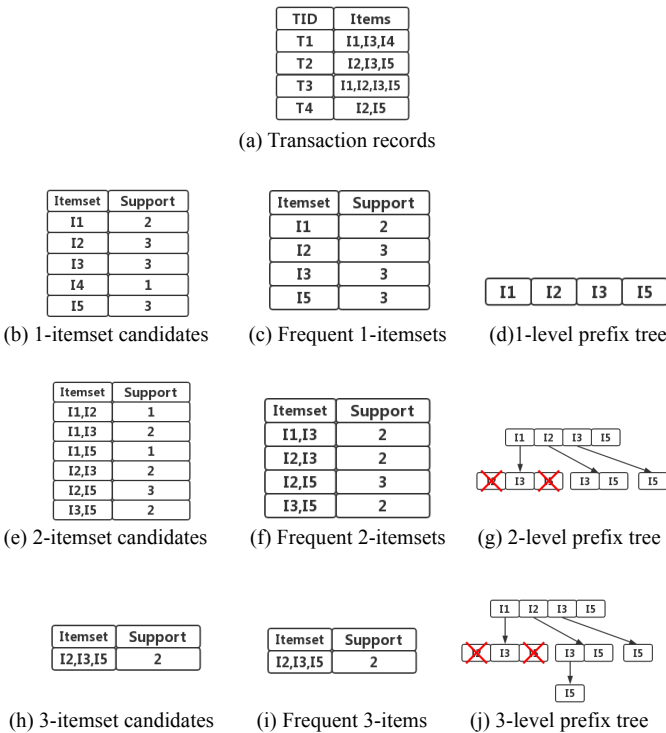 TID Items
T1 I1,I3,I4
T2 I2,I3,I5
T3 I1,I2,I3,I5
T4 I2,I5
(a) Transaction records
Itemset Support
I1 2
I2 3
I3 3
I4 1
I5 3
(b) 1-itemset candidates
Itemset Support
I1 2
I2 3
I3 3
I5 3
(c) Frequent 1-itemsets
I1 I2 I3 I5
(d)1-level prefix tree
Itemset Support
I1,I2 1
I1,I3 2
I1,I5 1
I2,I3 2
I2,I5 3
I3,I5 2
(e) 2-itemset candidates
Itemset Support
I1,I3 2
I2,I3 2
I2,I5 3
I3,I5 2
(f) Frequent 2-itemsets
I1 I2 I3 I5
I3 I3 I5 I5
(g) 2-level prefix tree
Itemset Support
I2,I3,I5 2
(h) 3-itemset candidates
Itemset Support
I2,I3,I5 2
(i) Frequent 3-items
I1 I2 I3 I5
I3 I3 I5 I5
I5
(j) 3-level prefix tree